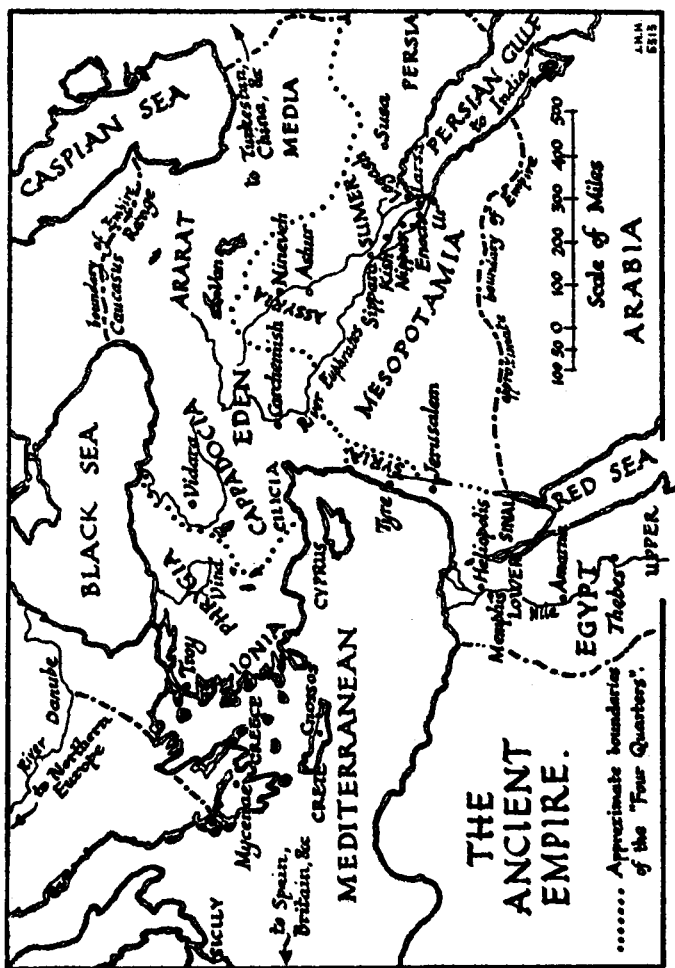 THE
ANCIENT
EMPIRE.
....... Approximate boundaries
of the "Four Quarters".
SICILY
to Spain,
Britain, &c
MEDITERRANEAN
River Danube
to Northern
Europe
Mycenae
GREECE
CRETE
Cnossos
IONIA
Troy
PHRYGIA
BLACK SEA
CYPRUS
CILICIA
CAPPADOCIA
Vidara
EDEN
Carchemish
SYRIA
Tyre
Jerusalem
Heliopolis
Memphis
LOWER
SINAI
Amarna
EGYPT
Thebes
UPPER
RED SEA
boundary of Empire
Caucasus Range
CASPIAN SEA
ARARAT
L. Van
ASSYRIA
Nineveh
Ashur
to Turkestan,
China, &c
MEDIA
River Euphrates
MESOPOTAMIA
SUMER
Sippara
Kish
Nippur
Larsa
Ur
Susa
PERSIA
PERSIAN GULF
to India
approximate boundary of Empire
100 50 0 100 200 300 400 500
Scale of Miles
ARABIA